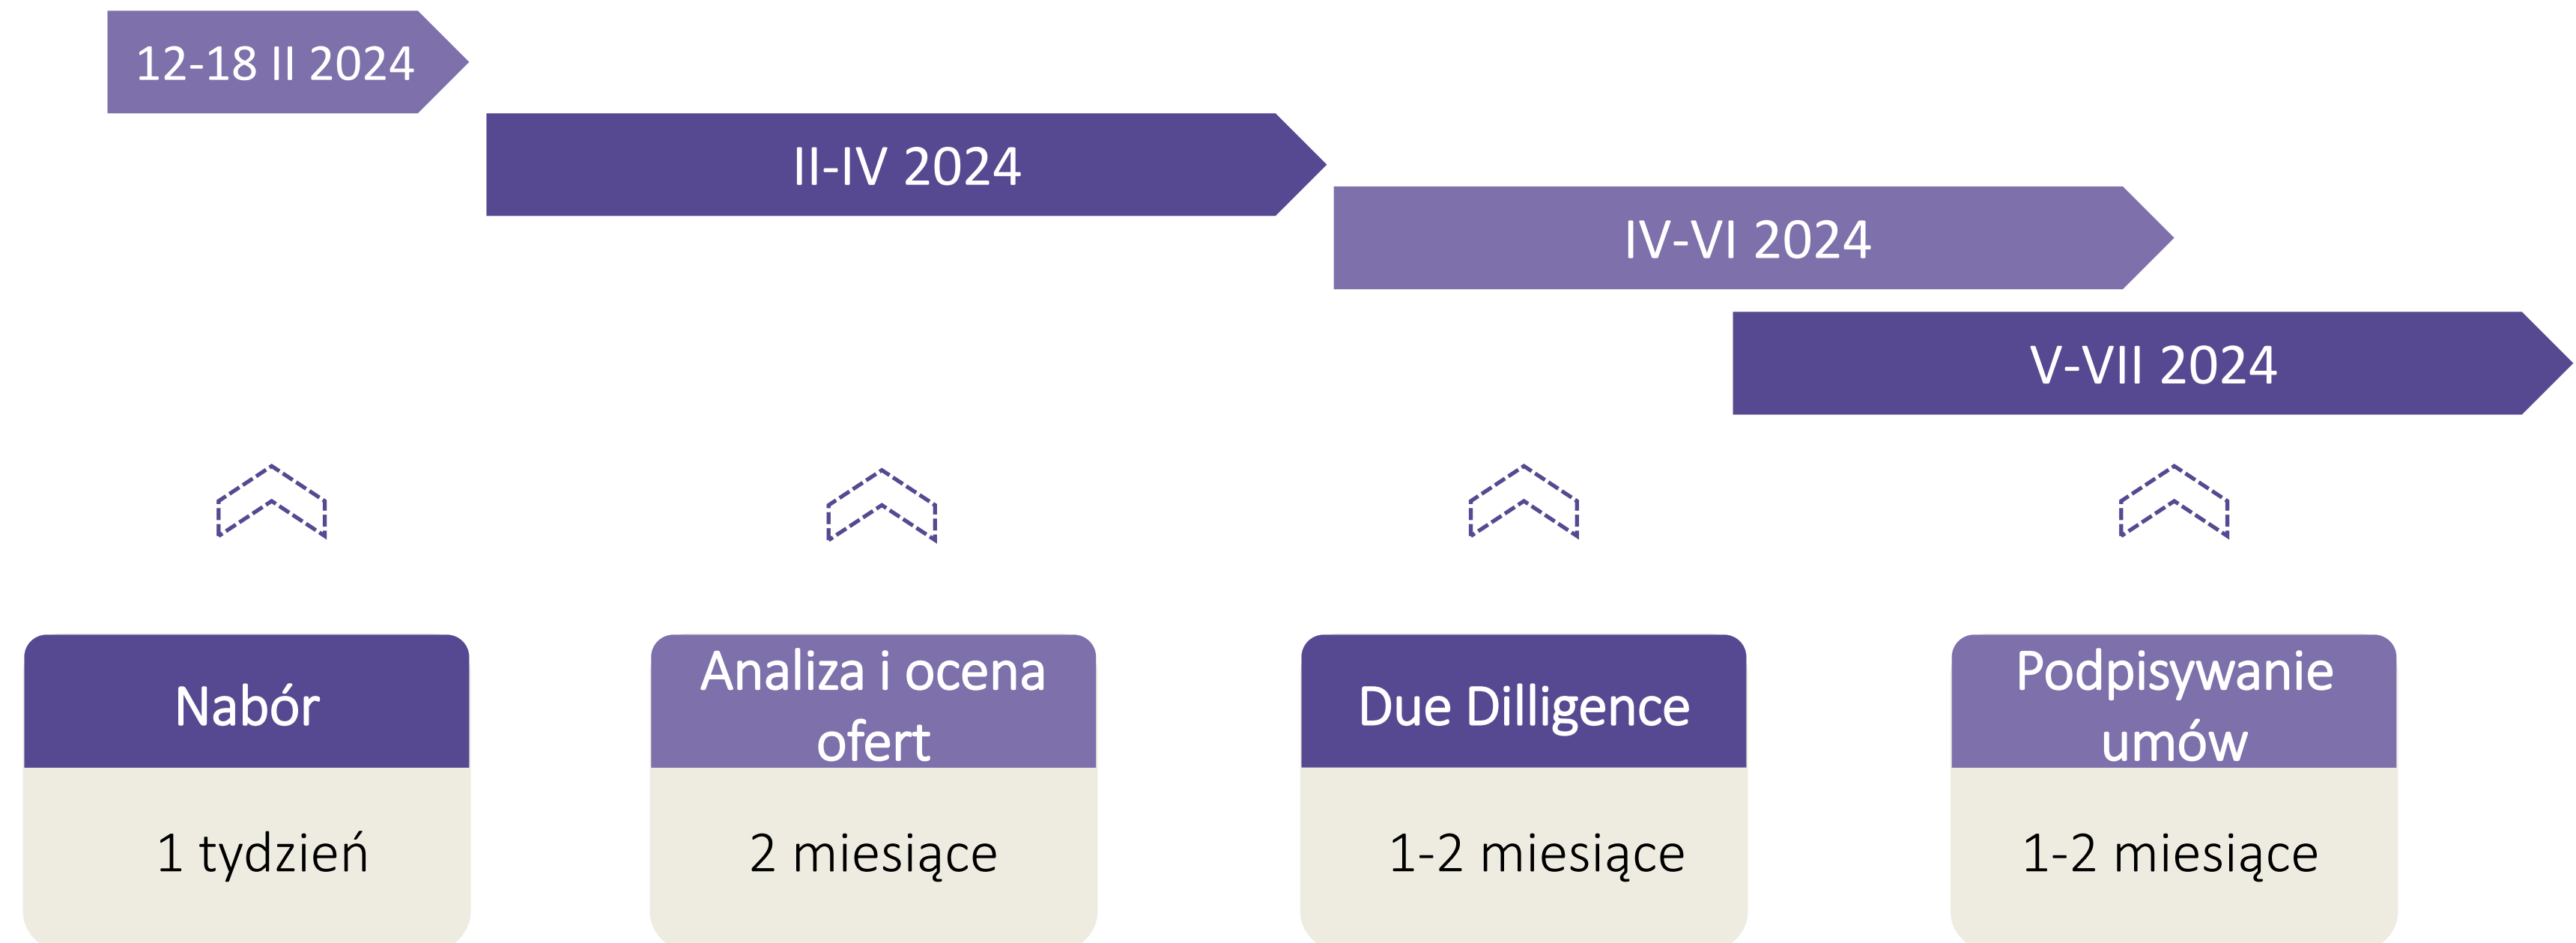 12-18 II 2024
II-IV 2024
IV-VI 2024
V-VII 2024
Nabór
1 tydzień
Analiza i ocena
ofert
2 miesiące
Due Dilligence
1-2 miesiące
Podpisywanie
umów
1-2 miesiące